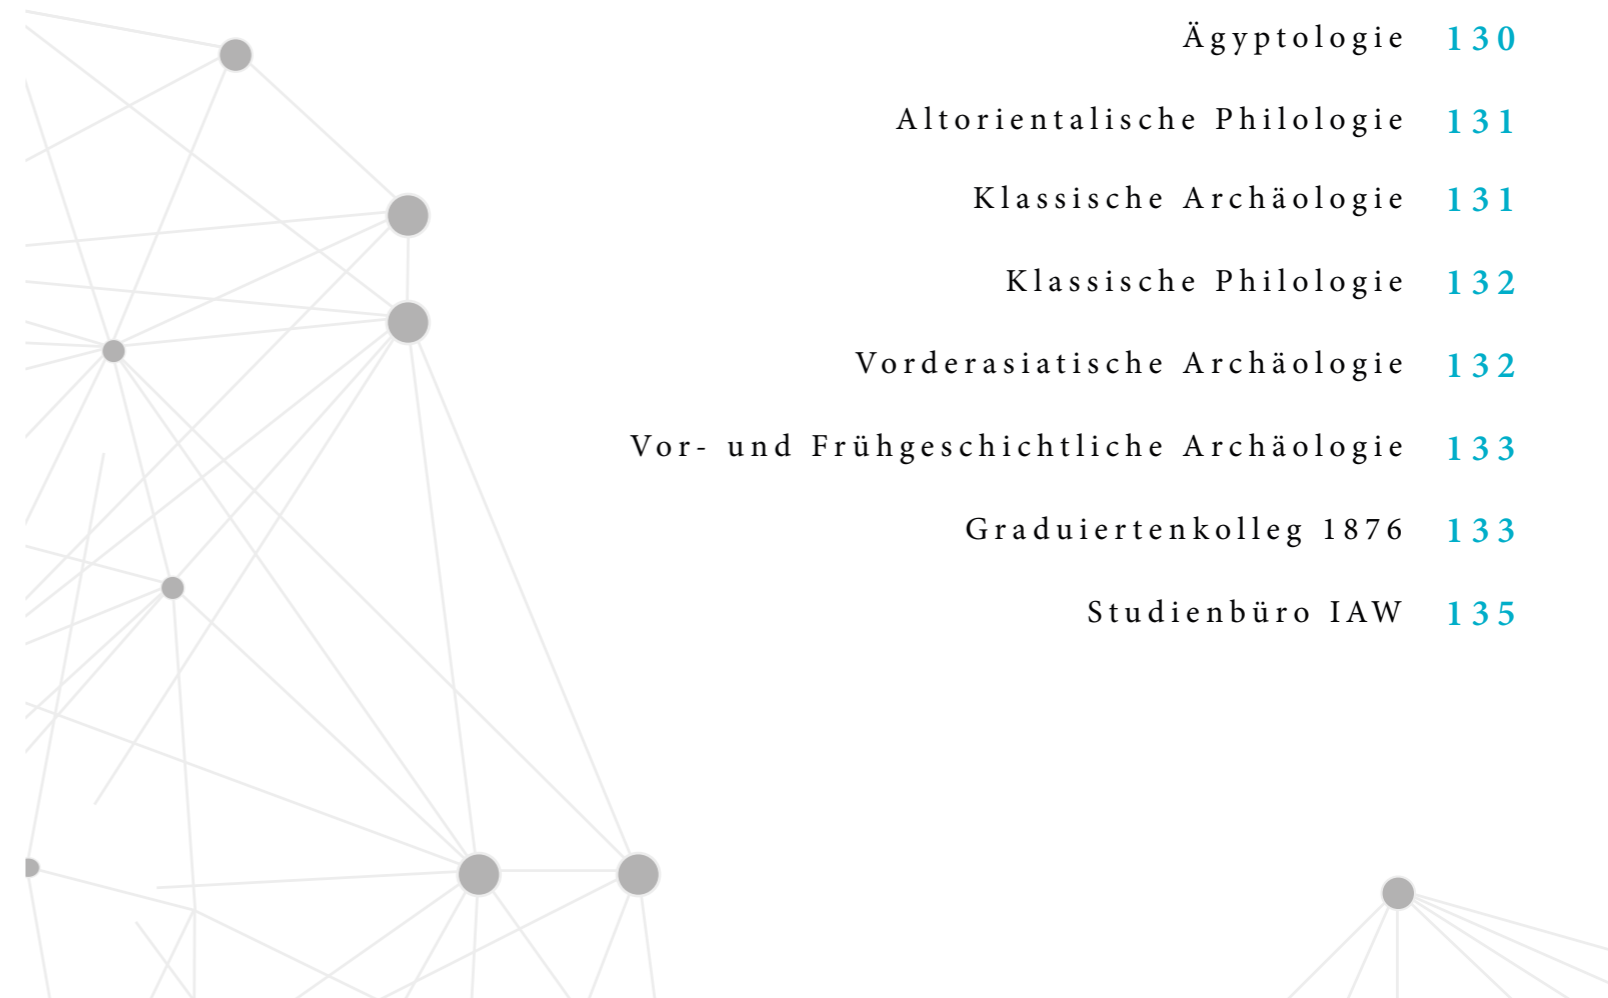 Ägyptologie 130
Altorientalische Philologie 131
Klassische Archäologie 131
Klassische Philologie 132
Vorderasiatische Archäologie 132
Vor- und Frühgeschichtliche Archäologie 133
Graduiertenkolleg 1876 133
Studienbüro IAW 135